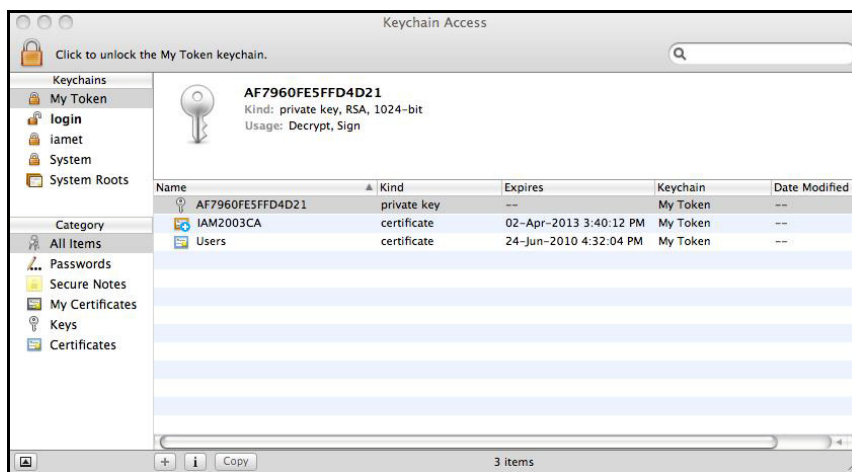 Keychain Access
Click to unlock the My Token keychain.
Keychains
My Token
login
iamet
System
System Roots
Category
All Items
Passwords
Secure Notes
My Certificates
Keys
Certificates
AF7960FE5FFD4D21
Kind: private key, RSA, 1024-bit
Usage: Decrypt, Sign
Name Kind Expires Keychain Date Modified
AF7960FE5FFD4D21 private key -- My Token --
IAM2003CA certificate 02-Apr-2013 3:40:12 PM My Token --
Users certificate 24-Jun-2010 4:32:04 PM My Token --
+ i Copy 3 items